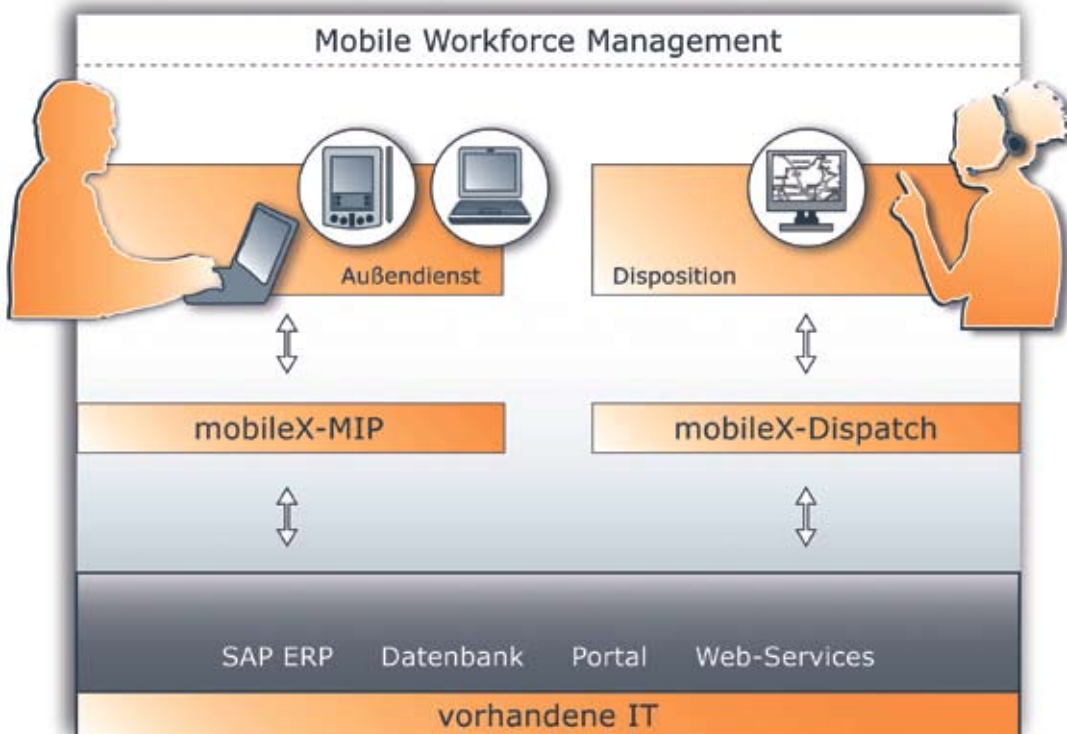 Mobile Workforce Management
Außendienst
Disposition
mobileX-MIP
mobileX-Dispatch
SAP ERP Datenbank Portal Web-Services
vorhandene IT